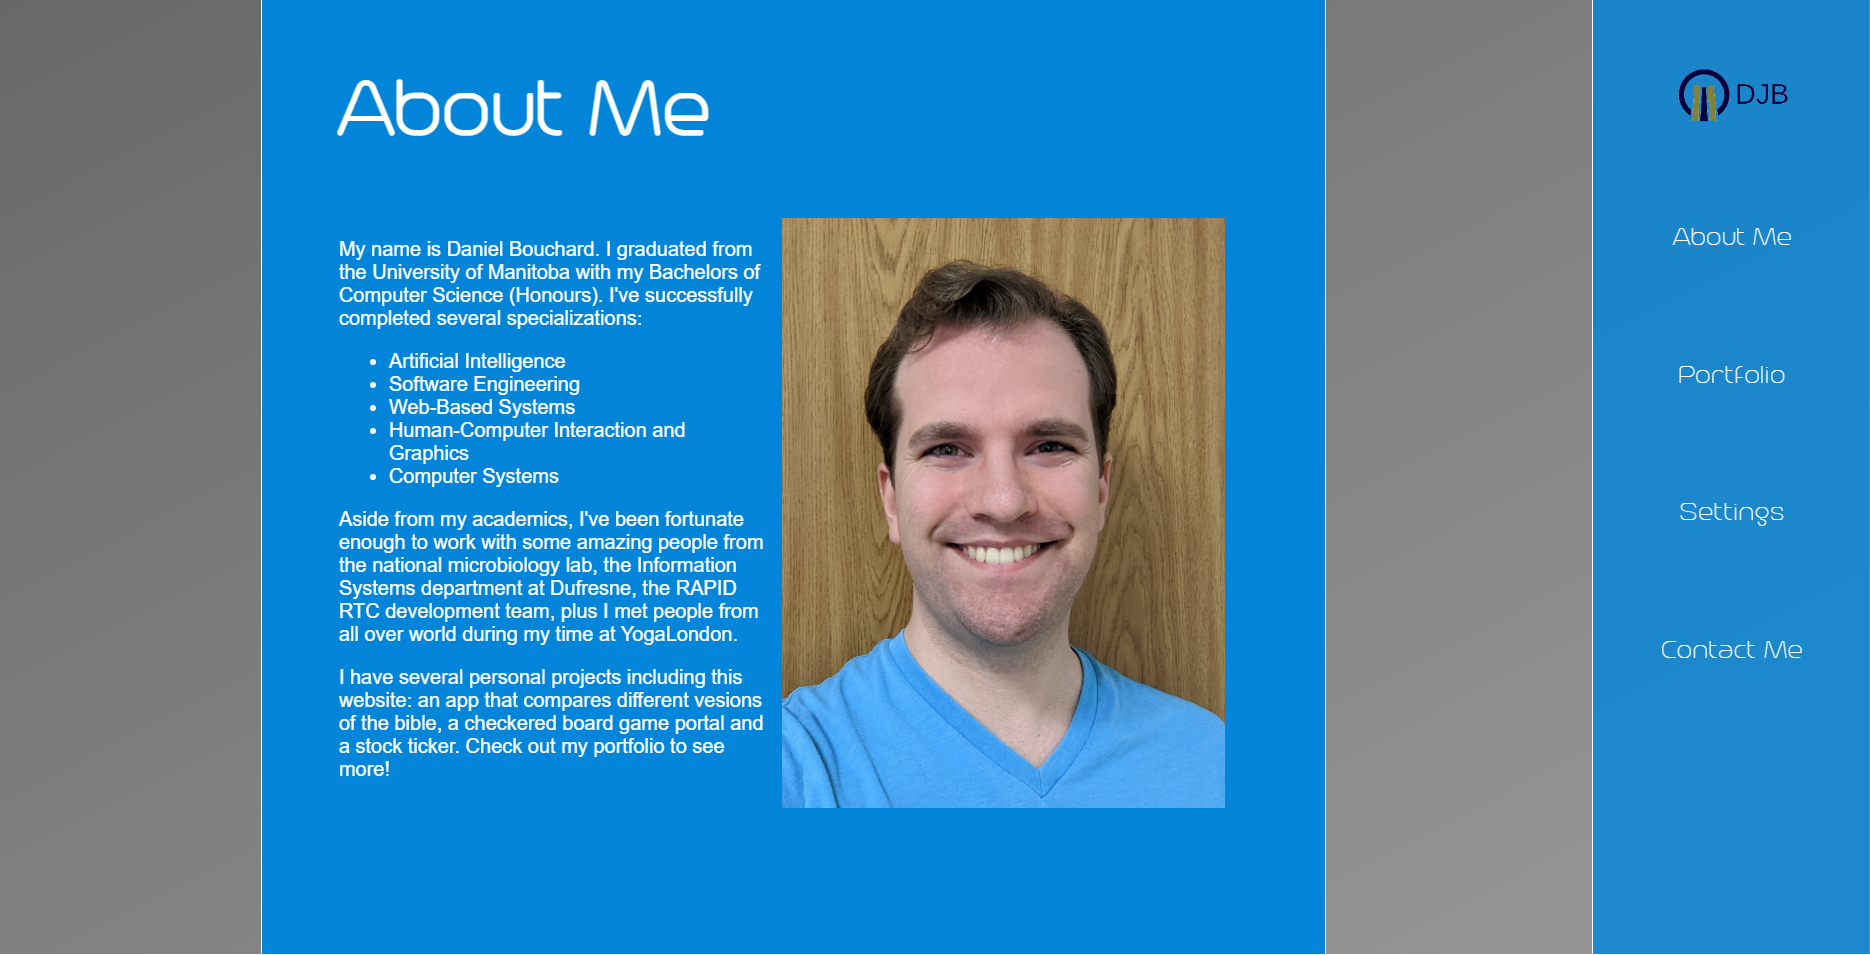 About Me
My name is Daniel Bouchard. I graduated from
the University of Manitoba with my Bachelors of
Computer Science (Honours). I've successfully
completed several specializations:
• Artificial Intelligence
• Software Engineering
• Web-Based Systems
• Human-Computer Interaction and
Graphics
• Computer Systems
Aside from my academics, I've been fortunate
enough to work with some amazing people from
the national microbiology lab, the Information
Systems department at Dufresne, the RAPID
RTC development team, plus I met people from
all over world during my time at YogaLondon.
I have several personal projects including this
website: an app that compares different vesions
of the bible, a checkered board game portal and
a stock ticker. Check out my portfolio to see
more!
DJB
About Me
Portfolio
Settings
Contact Me